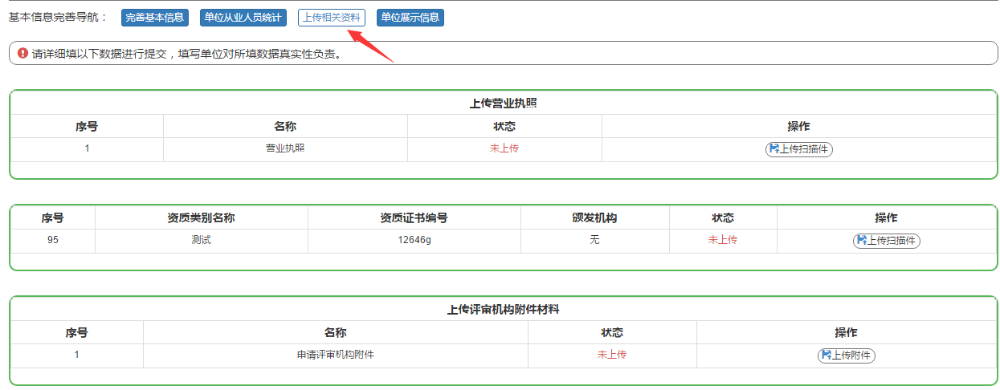 基本信息完善导航： 完善基本信息 单位从业人员统计 上传相关资料 单位展示信息
请详细填以下数据进行提交，填写单位对所填数据真实性负责。
上传营业执照
序号 名称 状态 操作
1 营业执照 未上传 上传扫描件
序号 资质类别名称 资质证书编号 颁发机构 状态 操作
95 测试 12646g 无 未上传 上传扫描件
上传评审机构附件材料
序号 名称 状态 操作
1 申请评审机构附件 未上传 上传附件